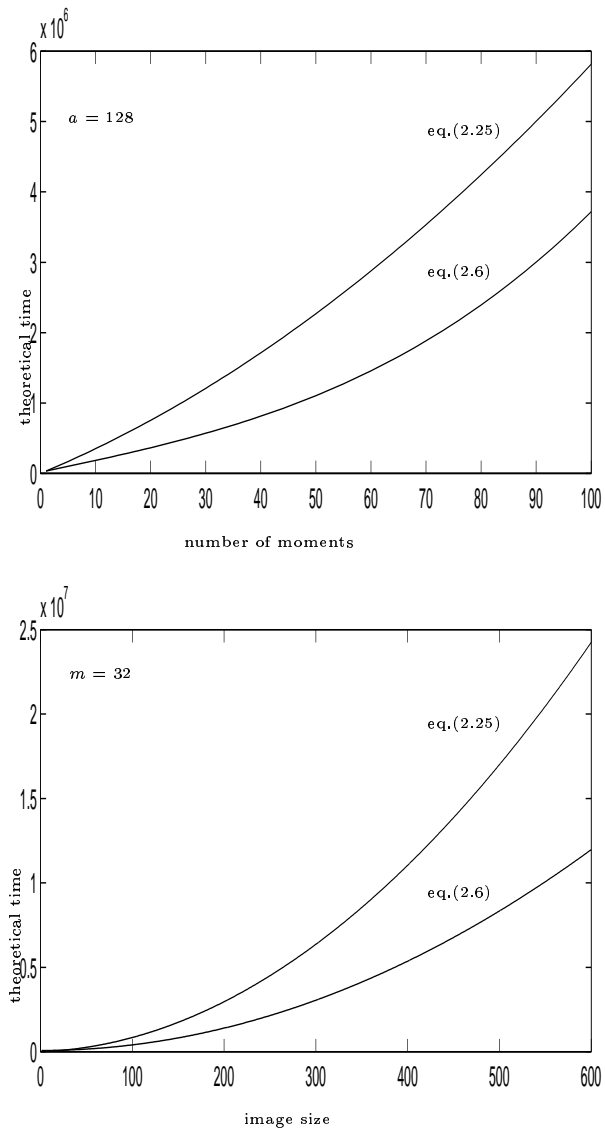 x 10^6
6
a = 128
5
eq.(2.25)
4
3
eq.(2.6)
2
theoretical time
1
0
0 10 20 30 40 50 60 70 80 90 100
number of moments
x 10^7
2.5
m = 32
2
eq.(2.25)
1.5
1
eq.(2.6)
theoretical time
0.5
0
0 100 200 300 400 500 600
image size